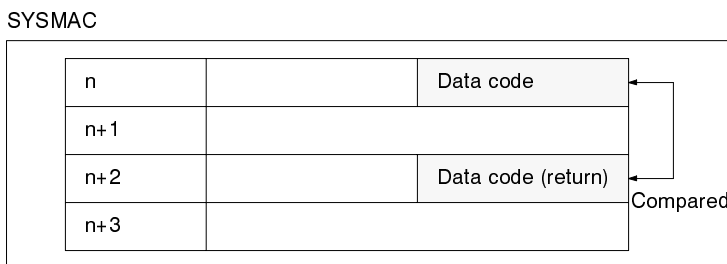 SYSMAC
n Data code
n+1
n+2 Data code (return)
Compared
n+3